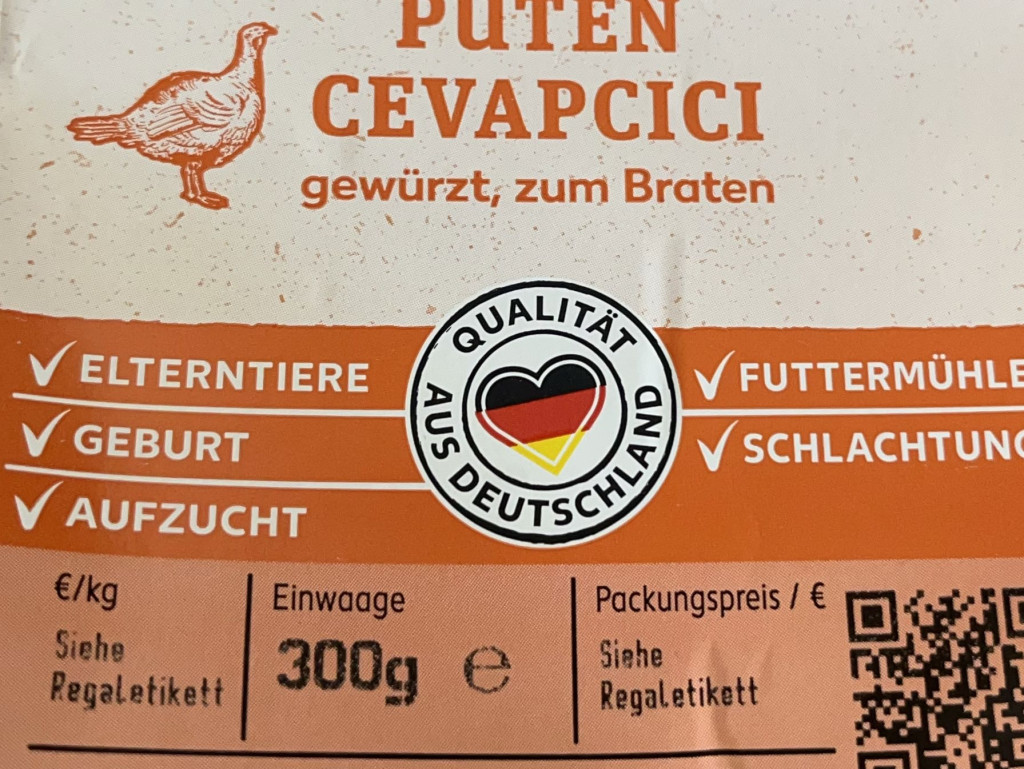 PUTEN
CEVAPCICI
gewürzt, zum Braten
QUALITÄT
AUS DEUTSCHLAND
✓ ELTERNTIERE
✓ GEBURT
✓ AUFZUCHT
✓ FUTTERMÜHLE
✓ SCHLACHTUNG
€/kg
Siehe
Regaletikett
Einwaage
300g ℮
Packungspreis / €
Siehe
Regaletikett